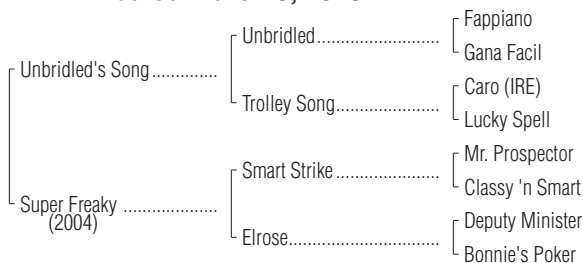 Fappiano
Unbridled
Gana Facil
Unbridled's Song
Caro (IRE)
Trolley Song
Lucky Spell
Mr. Prospector
Smart Strike
Classy 'n Smart
Super Freaky
(2004)
Deputy Minister
Elrose
Bonnie's Poker